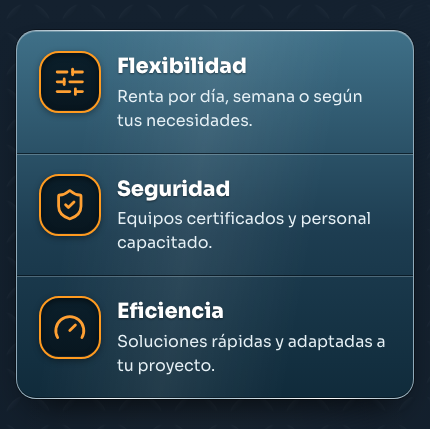 Flexibilidad
Renta por día, semana o según
tus necesidades.
Seguridad
Equipos certificados y personal
capacitado.
Eficiencia
Soluciones rápidas y adaptadas a
tu proyecto.